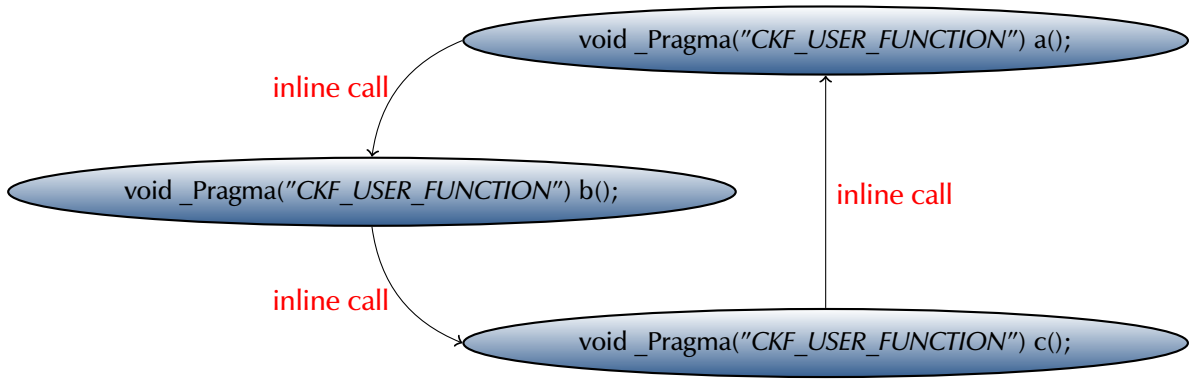 void _Pragma(”CKF_USER_FUNCTION”) a();
inline call
void _Pragma(”CKF_USER_FUNCTION”) b();
inline call
inline call
void _Pragma(”CKF_USER_FUNCTION”) c();